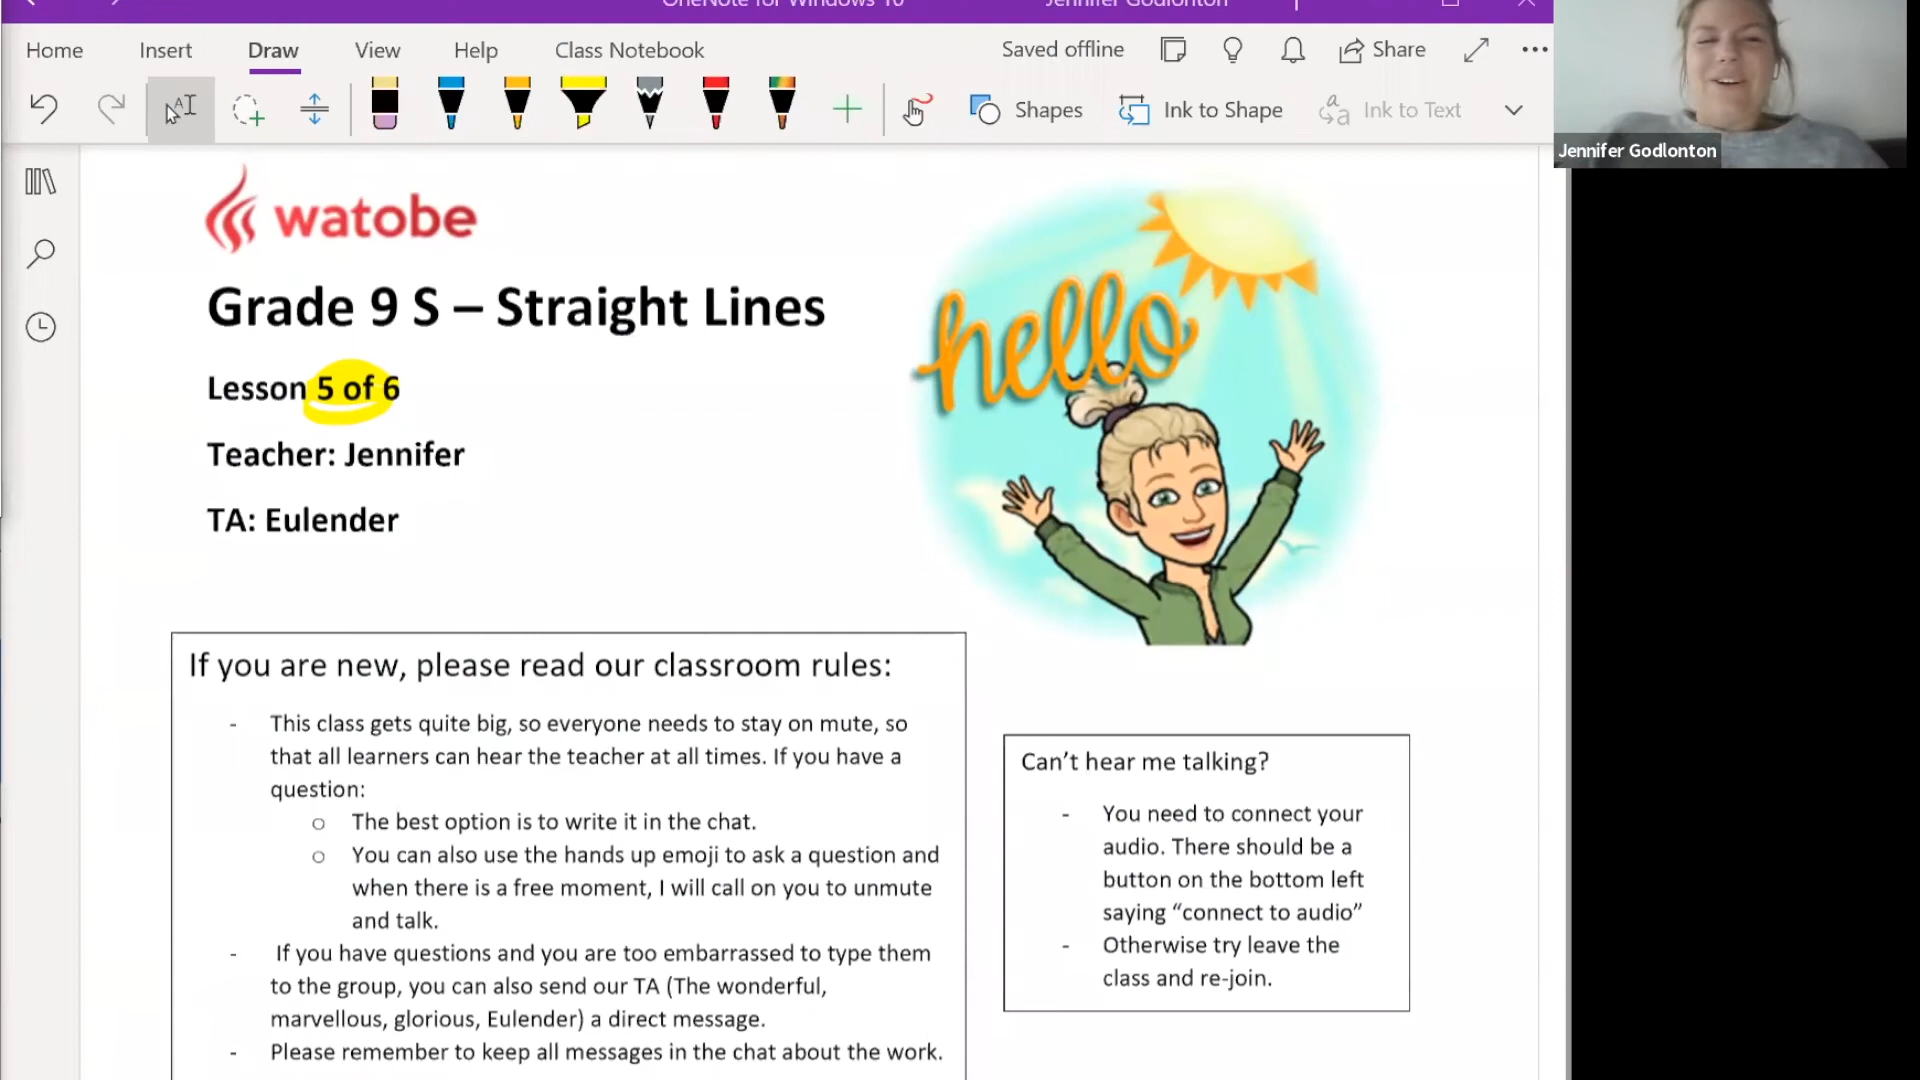 OneNote for Windows 10
Jennifer Godlonton
Home Insert Draw View Help Class Notebook Saved offline Share
Shapes Ink to Shape Ink to Text
Jennifer Godlonton
watobe
hello
Grade 9 S – Straight Lines
Lesson 5 of 6
Teacher: Jennifer
TA: Eulender
If you are new, please read our classroom rules:
- This class gets quite big, so everyone needs to stay on mute, so
that all learners can hear the teacher at all times. If you have a
question:
o The best option is to write it in the chat.
o You can also use the hands up emoji to ask a question and
when there is a free moment, I will call on you to unmute
and talk.
- If you have questions and you are too embarrassed to type them
to the group, you can also send our TA (The wonderful,
marvellous, glorious, Eulender) a direct message.
- Please remember to keep all messages in the chat about the work.
Can't hear me talking?
- You need to connect your
audio. There should be a
button on the bottom left
saying “connect to audio”
- Otherwise try leave the
class and re-join.